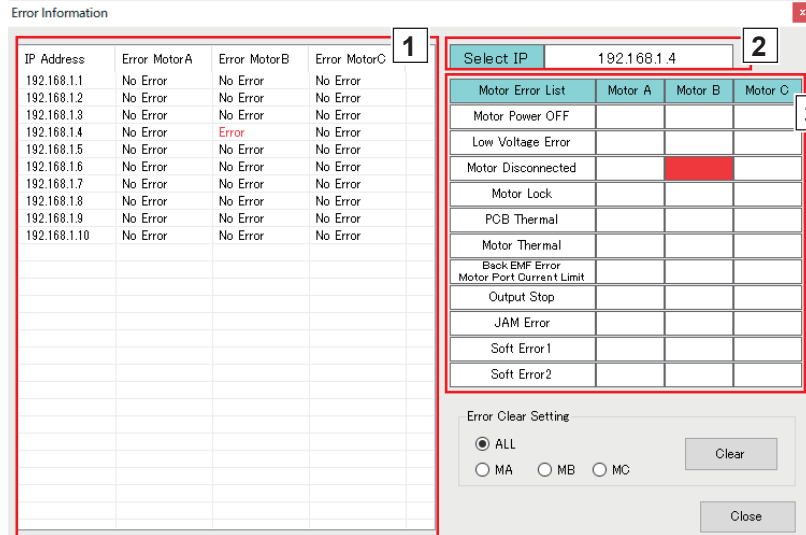 Error Information
x
1
IP Address Error MotorA Error MotorB Error MotorC
192.168.1.1 No Error No Error No Error
192.168.1.2 No Error No Error No Error
192.168.1.3 No Error No Error No Error
192.168.1.4 No Error Error No Error
192.168.1.5 No Error No Error No Error
192.168.1.6 No Error No Error No Error
192.168.1.7 No Error No Error No Error
192.168.1.8 No Error No Error No Error
192.168.1.9 No Error No Error No Error
192.168.1.10 No Error No Error No Error
2
Select IP 192.168.1.4
Motor Error List Motor A Motor B Motor C
Motor Power OFF
Low Voltage Error
Motor Disconnected
Motor Lock
PCB Thermal
Motor Thermal
Back EMF Error
Motor Port Current Limit
Output Stop
JAM Error
Soft Error1
Soft Error2
Error Clear Setting
ALL
MA MB MC
Clear
Close